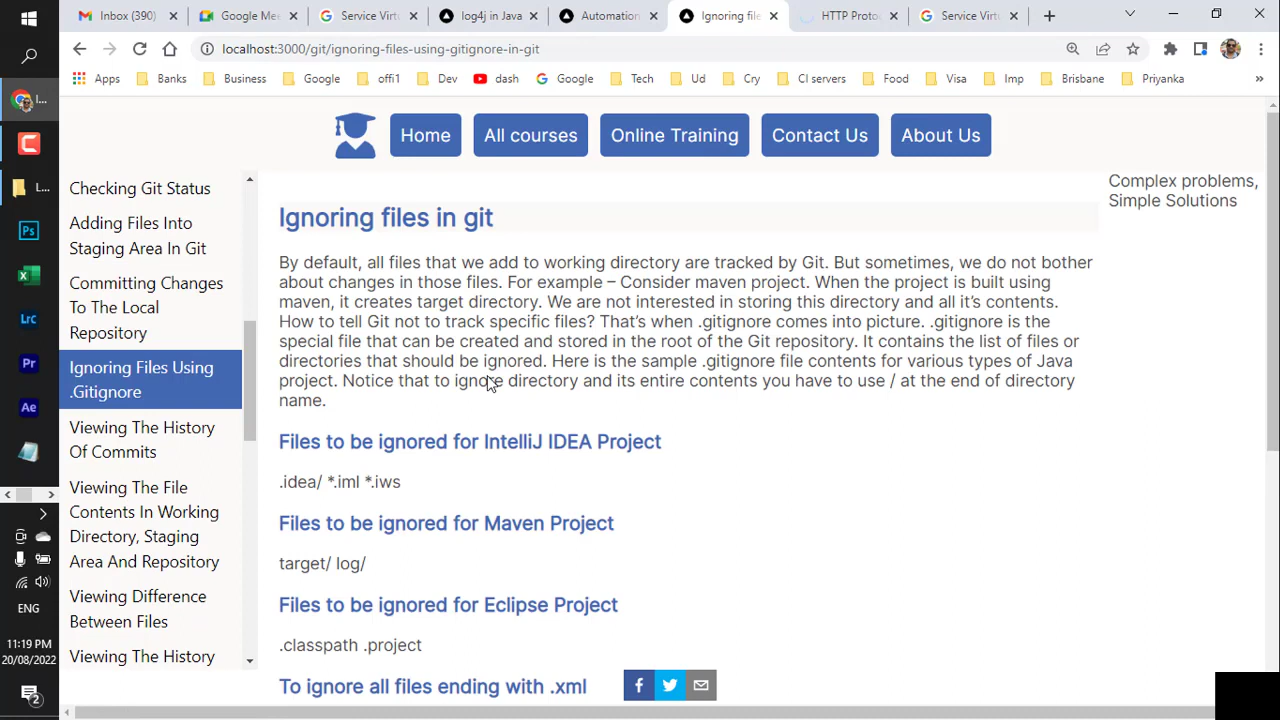 Inbox (390)
Google Mee
Service Virtu
log4j in Java
Automation
Ignoring file
HTTP Proto
Service Virtu
localhost:3000/git/ignoring-files-using-gitignore-in-git
Apps
Banks
Business
Google
offi1
Dev
dash
Google
Tech
Ud
Cry
CI servers
Food
Visa
Imp
Brisbane
Priyanka
»
I...
L...
Ps
Lrc
Pr
Ae
ENG
11:19 PM
20/08/2022
2
Home
All courses
Online Training
Contact Us
About Us
Checking Git Status
Adding Files Into
Staging Area In Git
Committing Changes
To The Local
Repository
Ignoring Files Using
.Gitignore
Viewing The History
Of Commits
Viewing The File
Contents In Working
Directory, Staging
Area And Repository
Viewing Difference
Between Files
Viewing The History
Ignoring files in git
By default, all files that we add to working directory are tracked by Git. But sometimes, we do not bother
about changes in those files. For example – Consider maven project. When the project is built using
maven, it creates target directory. We are not interested in storing this directory and all it’s contents.
How to tell Git not to track specific files? That’s when .gitignore comes into picture. .gitignore is the
special file that can be created and stored in the root of the Git repository. It contains the list of files or
directories that should be ignored. Here is the sample .gitignore file contents for various types of Java
project. Notice that to ignore directory and its entire contents you have to use / at the end of directory
name.
Files to be ignored for IntelliJ IDEA Project
.idea/ *.iml *.iws
Files to be ignored for Maven Project
target/ log/
Files to be ignored for Eclipse Project
.classpath .project
To ignore all files ending with .xml
Complex problems,
Simple Solutions